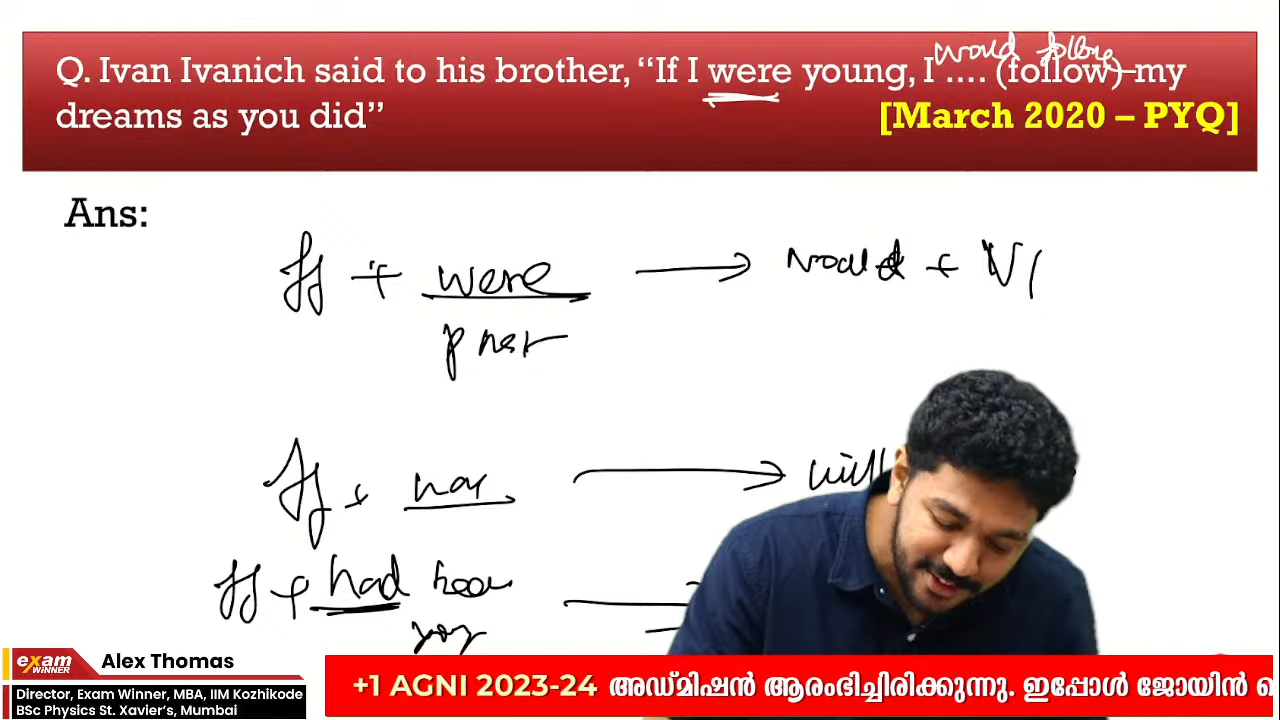 would follow
Q. Ivan Ivanich said to his brother, “If I were young, I .... (follow) my
dreams as you did”
[March 2020 – PYQ]
Ans:
If + were → would + V1
past
If + has → will
If + had been
exam WINNER
Alex Thomas
Director, Exam Winner, MBA, IIM Kozhikode
BSc Physics St. Xavier's, Mumbai
+1 AGNI 2023-24 അഡ്മിഷൻ ആരംഭിച്ചിരിക്കുന്നു. ഇപ്പോൾ ജോയിൻ